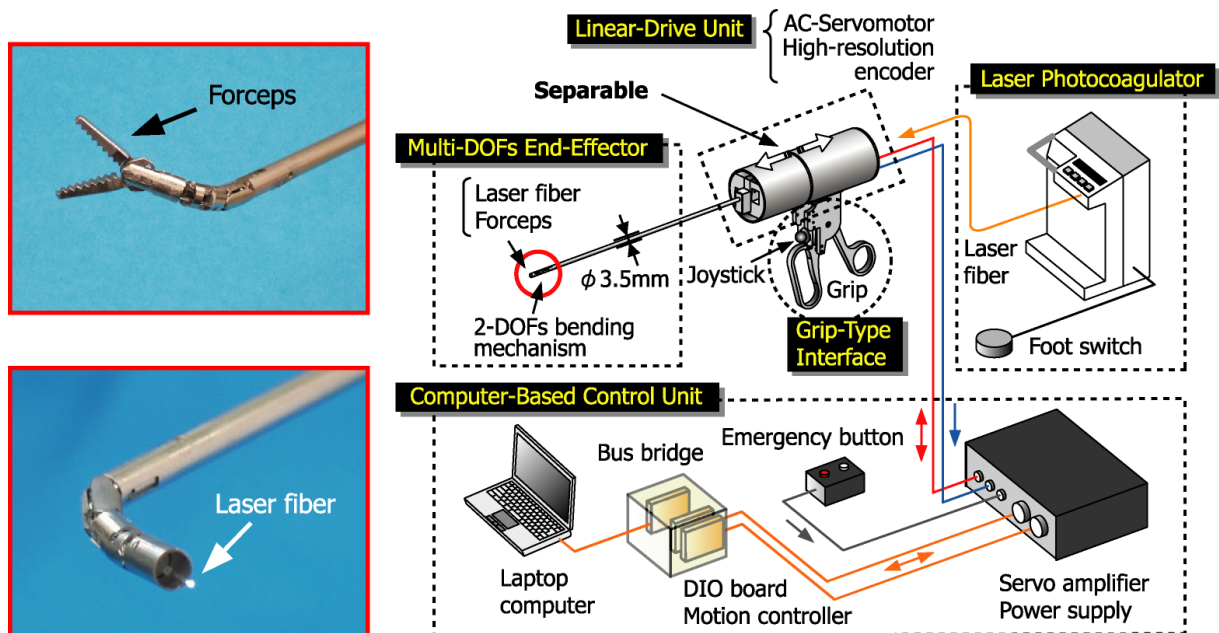 Forceps
Laser fiber
Linear-Drive Unit
AC-Servomotor
High-resolution
encoder
Separable
Laser Photocoagulator
Multi-DOFs End-Effector
Laser fiber
Forceps
φ 3.5mm
2-DOFs bending
mechanism
Joystick
Grip
Grip-Type
Interface
Laser
fiber
Foot switch
Computer-Based Control Unit
Emergency button
Bus bridge
Laptop
computer
DIO board
Motion controller
Servo amplifier
Power supply